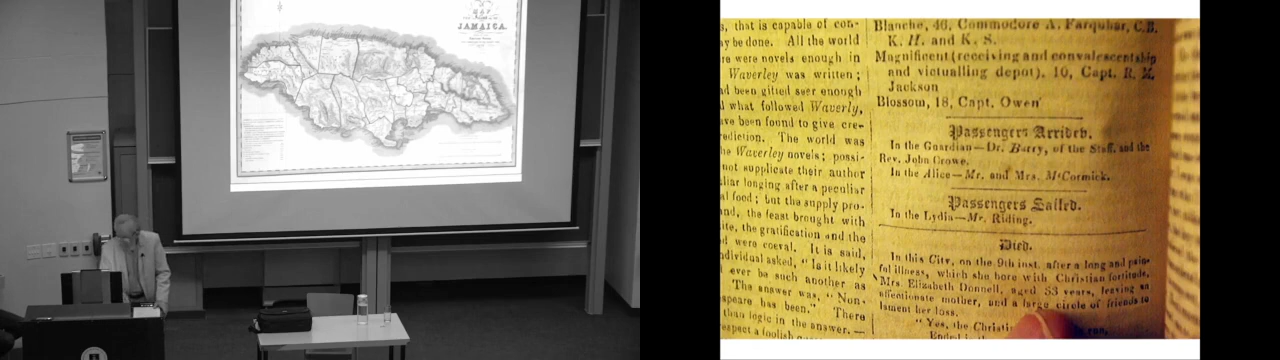 MAP
JAMAICA.
s, that is capable of con-
ay be done. All the world
re were novels enough in
Waverley was written;
d been gifted seer enough
d what followed Waverly,
ave been found to give cre-
rediction. The world was
he Waverley novels; possi-
not supplicate their author
liar longing after a peculiar
al food; but the supply pro-
and, the feast brought with
ite, the gratification and the
d were coeval. It is said,
dividual asked, "Is it likely
ever be such another as
The answer was, "Non-
speare has been." There
than logic in the answer.—
respect a foolish
Blanche, 46, Commodore A. Farquhar, C.B.
K. H. and K. S.
Magnificent (receiving and convalescentship
and victualling depot), 10, Capt. R. M.
Jackson
Blossom, 18, Capt. Owen
Passengers Arrived.
In the Guardian—Dr. Barry, of the Staff, and the
Rev. John Crowe.
In the Alice—Mr. and Mrs. McCormick.
Passengers Sailed.
In the Lydia—Mr. Riding.
Died.
In this City, on the 9th inst. after a long and pain-
ful illness, which she bore with Christian fortitude,
Mrs. Elizabeth Donnell, aged 53 years, leaving an
affectionate mother, and a large circle of friends to
lament her loss.
"Yes, the Christi